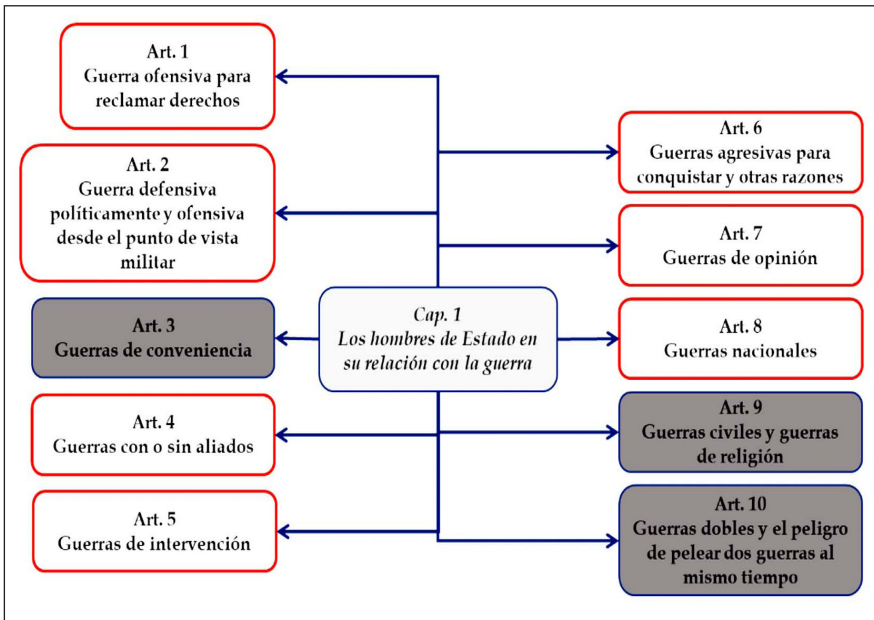 Art. 1
Guerra ofensiva para
reclamar derechos
Art. 2
Guerra defensiva
políticamente y ofensiva
desde el punto de vista
militar
Art. 3
Guerras de conveniencia
Art. 4
Guerras con o sin aliados
Art. 5
Guerras de intervención
Cap. 1
Los hombres de Estado en
su relación con la guerra
Art. 6
Guerras agresivas para
conquistar y otras razones
Art. 7
Guerras de opinión
Art. 8
Guerras nacionales
Art. 9
Guerras civiles y guerras
de religión
Art. 10
Guerras dobles y el peligro
de pelear dos guerras al
mismo tiempo